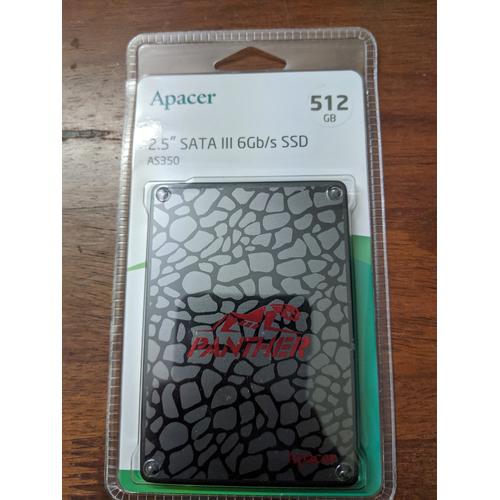 Apacer
512
GB
2.5" SATA III 6Gb/s SSD
AS350
PANTHER
Apacer